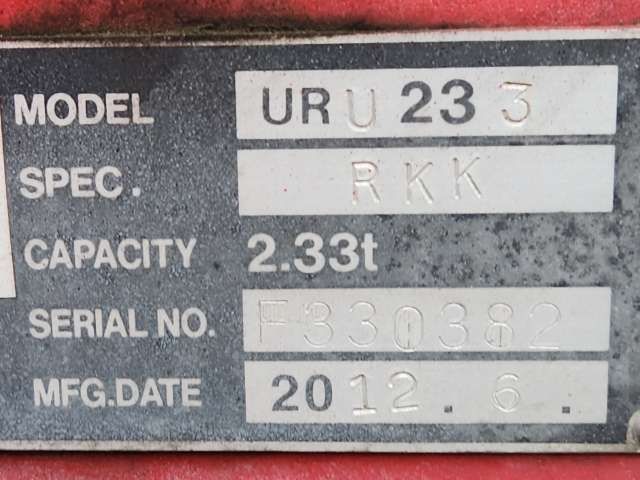 MODEL URU233
SPEC. RKK
CAPACITY 2.33t
SERIAL NO. F330382
MFG.DATE 2012.6.